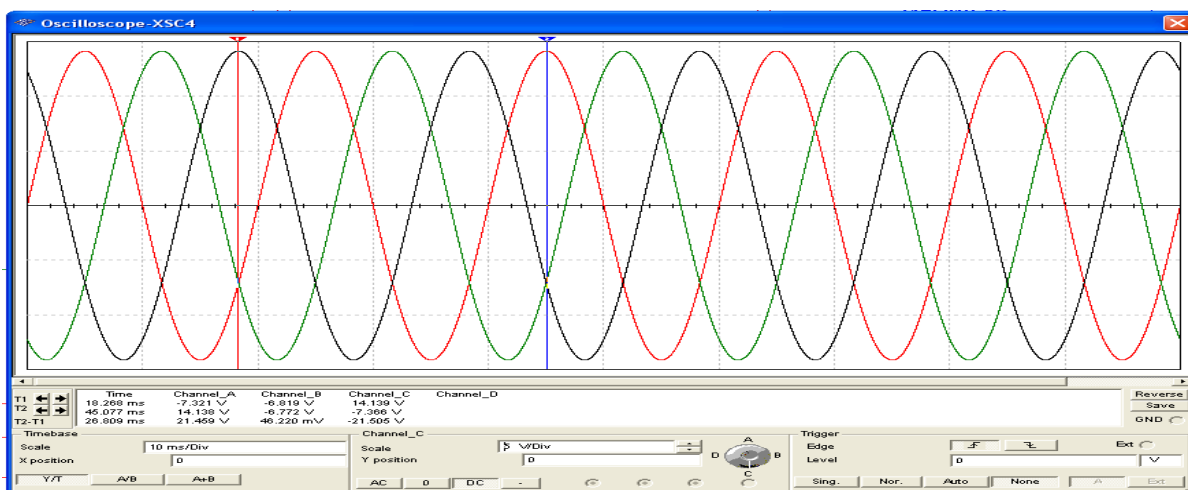 Oscilloscope-XSC4
Time Channel_A Channel_B Channel_C Channel_D
T1 18.268 ms -7.321 V -6.819 V 14.139 V
T2 45.077 ms 14.138 V -6.772 V -7.366 V
T2-T1 26.809 ms 21.459 V 46.220 mV -21.505 V
Reverse
Save
GND
Timebase
Scale 10 ms/Div
X position 0
Y/T A/B A+B
Channel_C
Scale 5 V/Div
Y position 0
AC 0 DC -
A
B
C
D
Trigger
Edge Ext
Level 0 V
Sing. Nor. Auto None A Ext